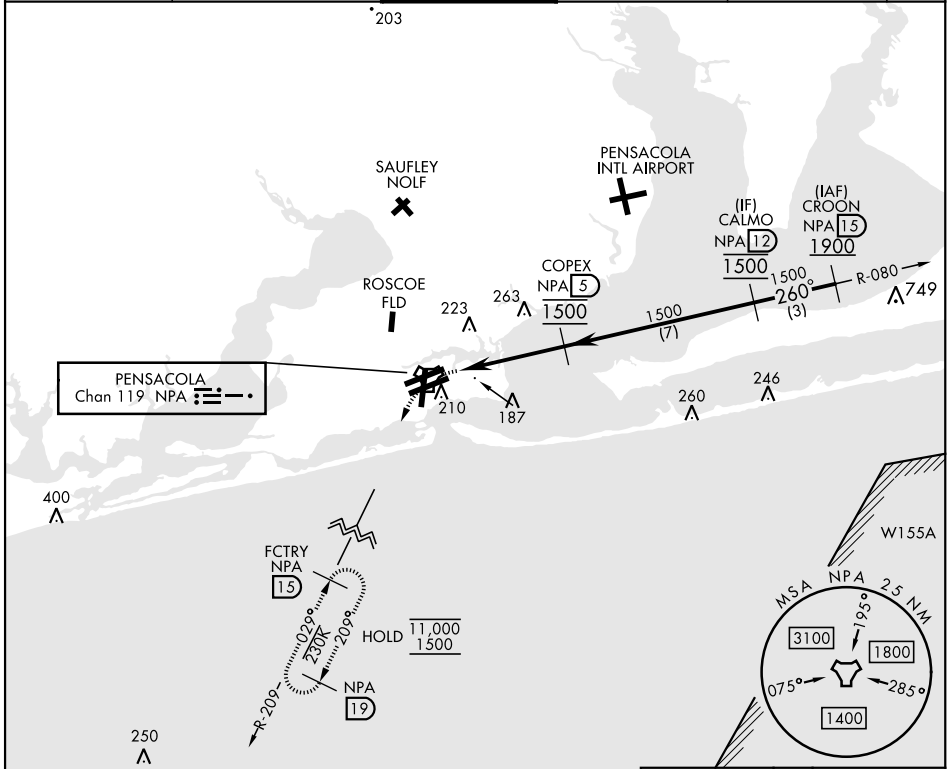 203
SAUFLEY
NOLF
PENSACOLA
INTL AIRPORT
(IAF)
CROON
NPA 15
1900
(IF)
CALMO
NPA 12
1500
COPEX
NPA 5
1500
1500
260°
(3)
R-080
749
1500
(7)
ROSCOE
FLD
223
263
PENSACOLA
Chan 119 NPA
210
187
260
246
400
W155A
FCTRY
NPA
15
029°
209°
230K
HOLD 11,000
1500
NPA
19
R-209
250
MSA NPA 25 NM
195°
3100
1800
075°
285°
1400